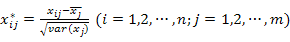 x*ij = (xij − x̄j) / √var(xj) (i = 1,2,⋯,n; j = 1,2,⋯,m)